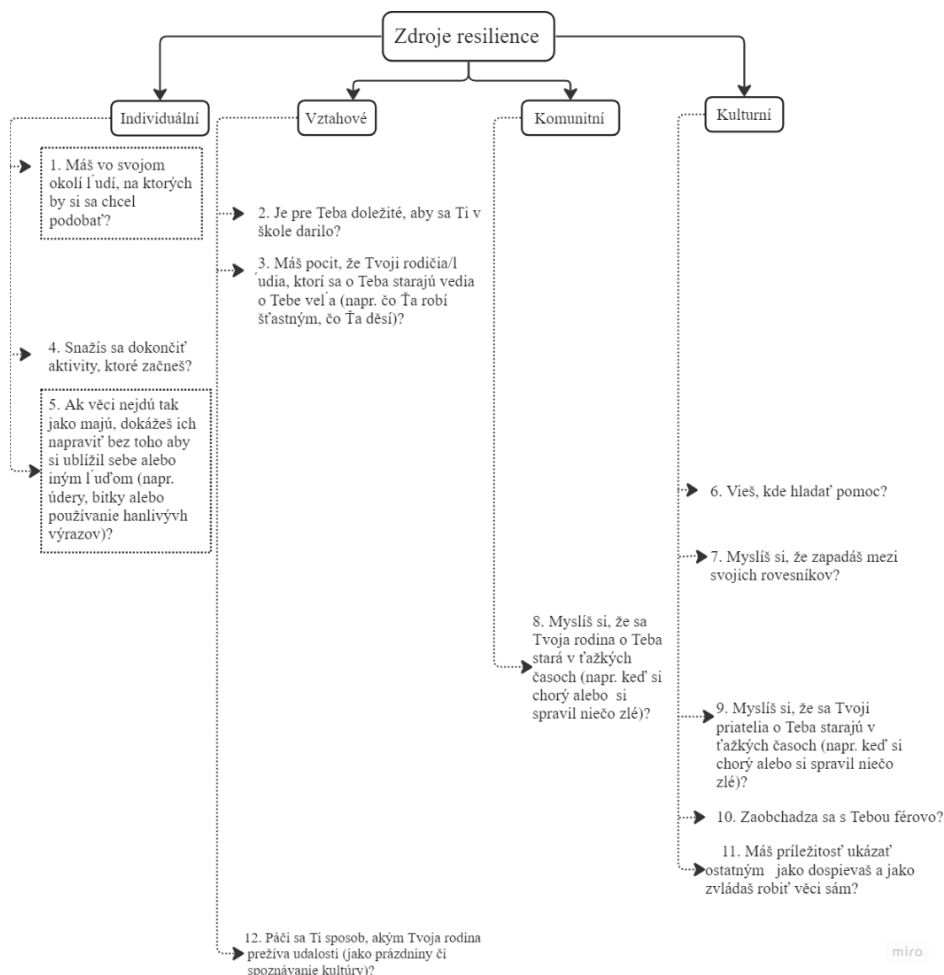 Zdroje resilience
Individuální
Vztahové
Komunitní
Kulturní
1. Máš vo svojom
okolí ľudí, na ktorých
by si sa chcel
podobať?
2. Je pre Teba doležité, aby sa Ti v
škole darilo?
3. Máš pocit, že Tvoji rodičia/l
́udia, ktorí sa o Teba starajú vedia
o Tebe veľa (napr. čo Ťa robí
šťastným, čo Ťa děsí)?
4. Snažís sa dokončiť
aktivity, ktoré začneš?
5. Ak věci nejdú tak
jako majú, dokážeš ich
napraviť bez toho aby
si ublížil sebe alebo
iným ľuďom (napr.
údery, bitky alebo
používanie hanlivývh
výrazov)?
6. Vieš, kde hladať pomoc?
7. Myslíš si, že zapadáš mezi
svojich rovesníkov?
8. Myslíš si, že sa
Tvoja rodina o Teba
stará v ťažkých
časoch (napr. keď si
chorý alebo si
spravil niečo zlé)?
9. Myslíš si, že sa Tvoji
priatelia o Teba starajú v
ťažkých časoch (napr. keď si
chorý alebo si spravil niečo
zlé)?
10. Zaobchadza sa s Tebou férovo?
11. Máš príležitosť ukázať
ostatným jako dospievaš a jako
zvládaš robiť věci sám?
12. Páči sa Ti sposob, akým Tvoja rodina
prežíva udalosti (jako prázdniny či
spoznávanie kultúry)?
miro